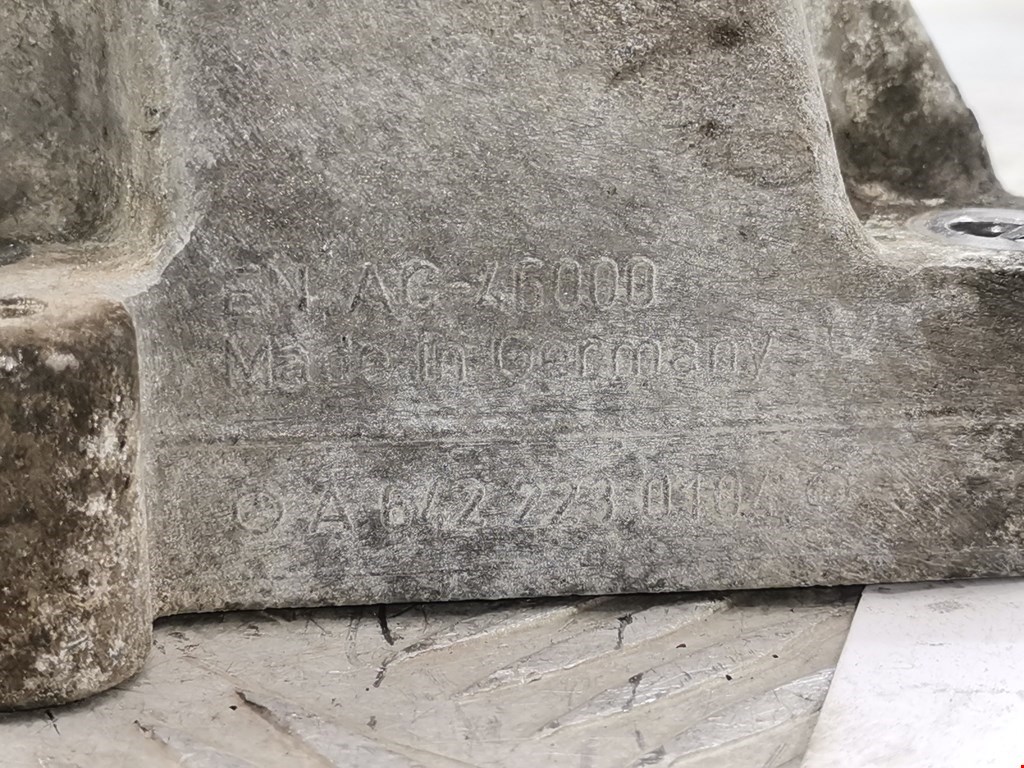 EN AC-46000
Made in Germany
A 642 223 0104